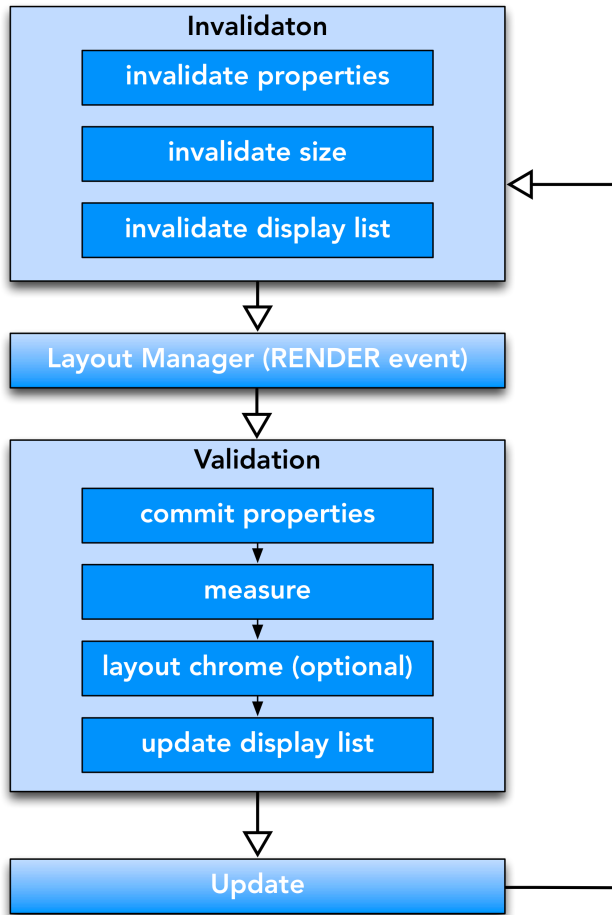 Invalidaton
invalidate properties
invalidate size
invalidate display list
Layout Manager (RENDER event)
Validation
commit properties
measure
layout chrome (optional)
update display list
Update